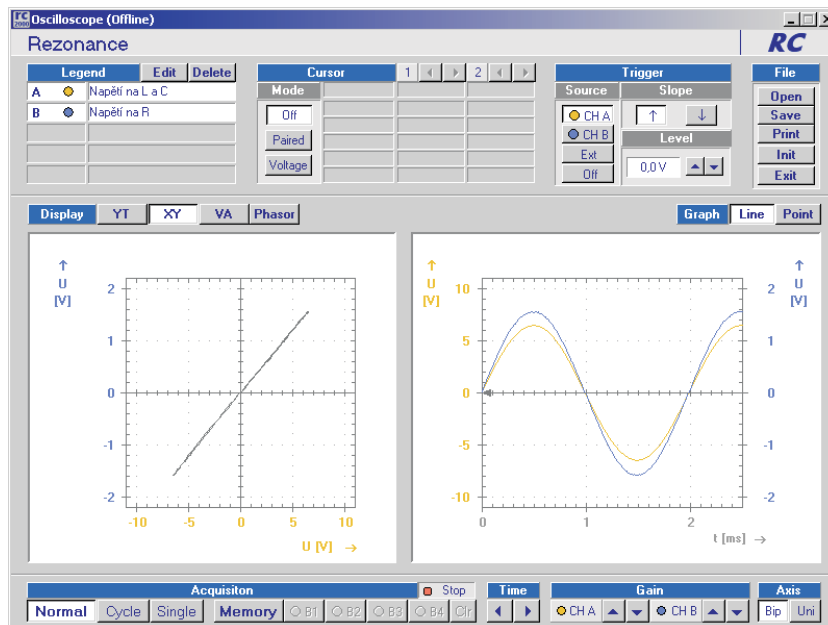 rc 2000 Oscilloscope (Offline)
Rezonance RC
Legend Edit Delete
A Napětí na L a C
B Napětí na R
Cursor 1 2
Mode
Off
Paired
Voltage
Trigger
Source Slope
CH A ↑ ↓
CH B
Level
Ext 0,0 V
Off
File
Open
Save
Print
Init
Exit
Display YT XY VA Phasor
Graph Line Point
↑
U
[V]
2
1
0
-1
-2
-10 -5 0 5 10
U [V] →
↑
U
[V]
10
5
0
-5
-10
↑
U
[V]
2
1
0
-1
-2
0 1 2
t [ms] →
Acquisiton Stop
Normal Cycle Single Memory B1 B2 B3 B4 Clr
Time
Gain
CH A CH B
Axis
Bip Uni